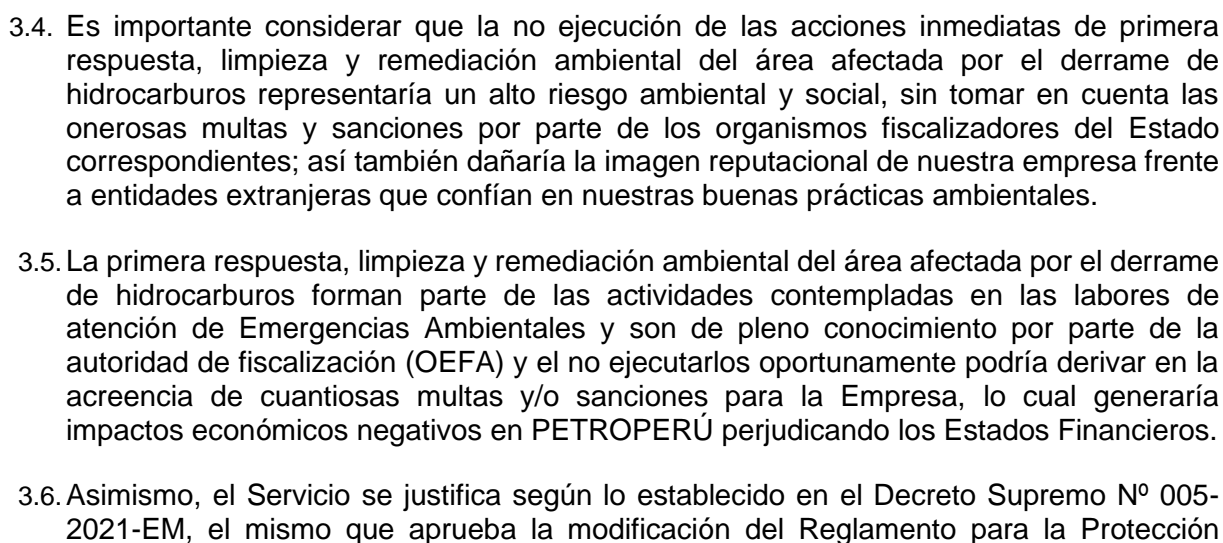 3.4. Es importante considerar que la no ejecución de las acciones inmediatas de primera
respuesta, limpieza y remediación ambiental del área afectada por el derrame de
hidrocarburos representaría un alto riesgo ambiental y social, sin tomar en cuenta las
onerosas multas y sanciones por parte de los organismos fiscalizadores del Estado
correspondientes; así también dañaría la imagen reputacional de nuestra empresa frente
a entidades extranjeras que confían en nuestras buenas prácticas ambientales.
3.5. La primera respuesta, limpieza y remediación ambiental del área afectada por el derrame
de hidrocarburos forman parte de las actividades contempladas en las labores de
atención de Emergencias Ambientales y son de pleno conocimiento por parte de la
autoridad de fiscalización (OEFA) y el no ejecutarlos oportunamente podría derivar en la
acreencia de cuantiosas multas y/o sanciones para la Empresa, lo cual generaría
impactos económicos negativos en PETROPERÚ perjudicando los Estados Financieros.
3.6. Asimismo, el Servicio se justifica según lo establecido en el Decreto Supremo Nº 005-
2021-EM, el mismo que aprueba la modificación del Reglamento para la Protección